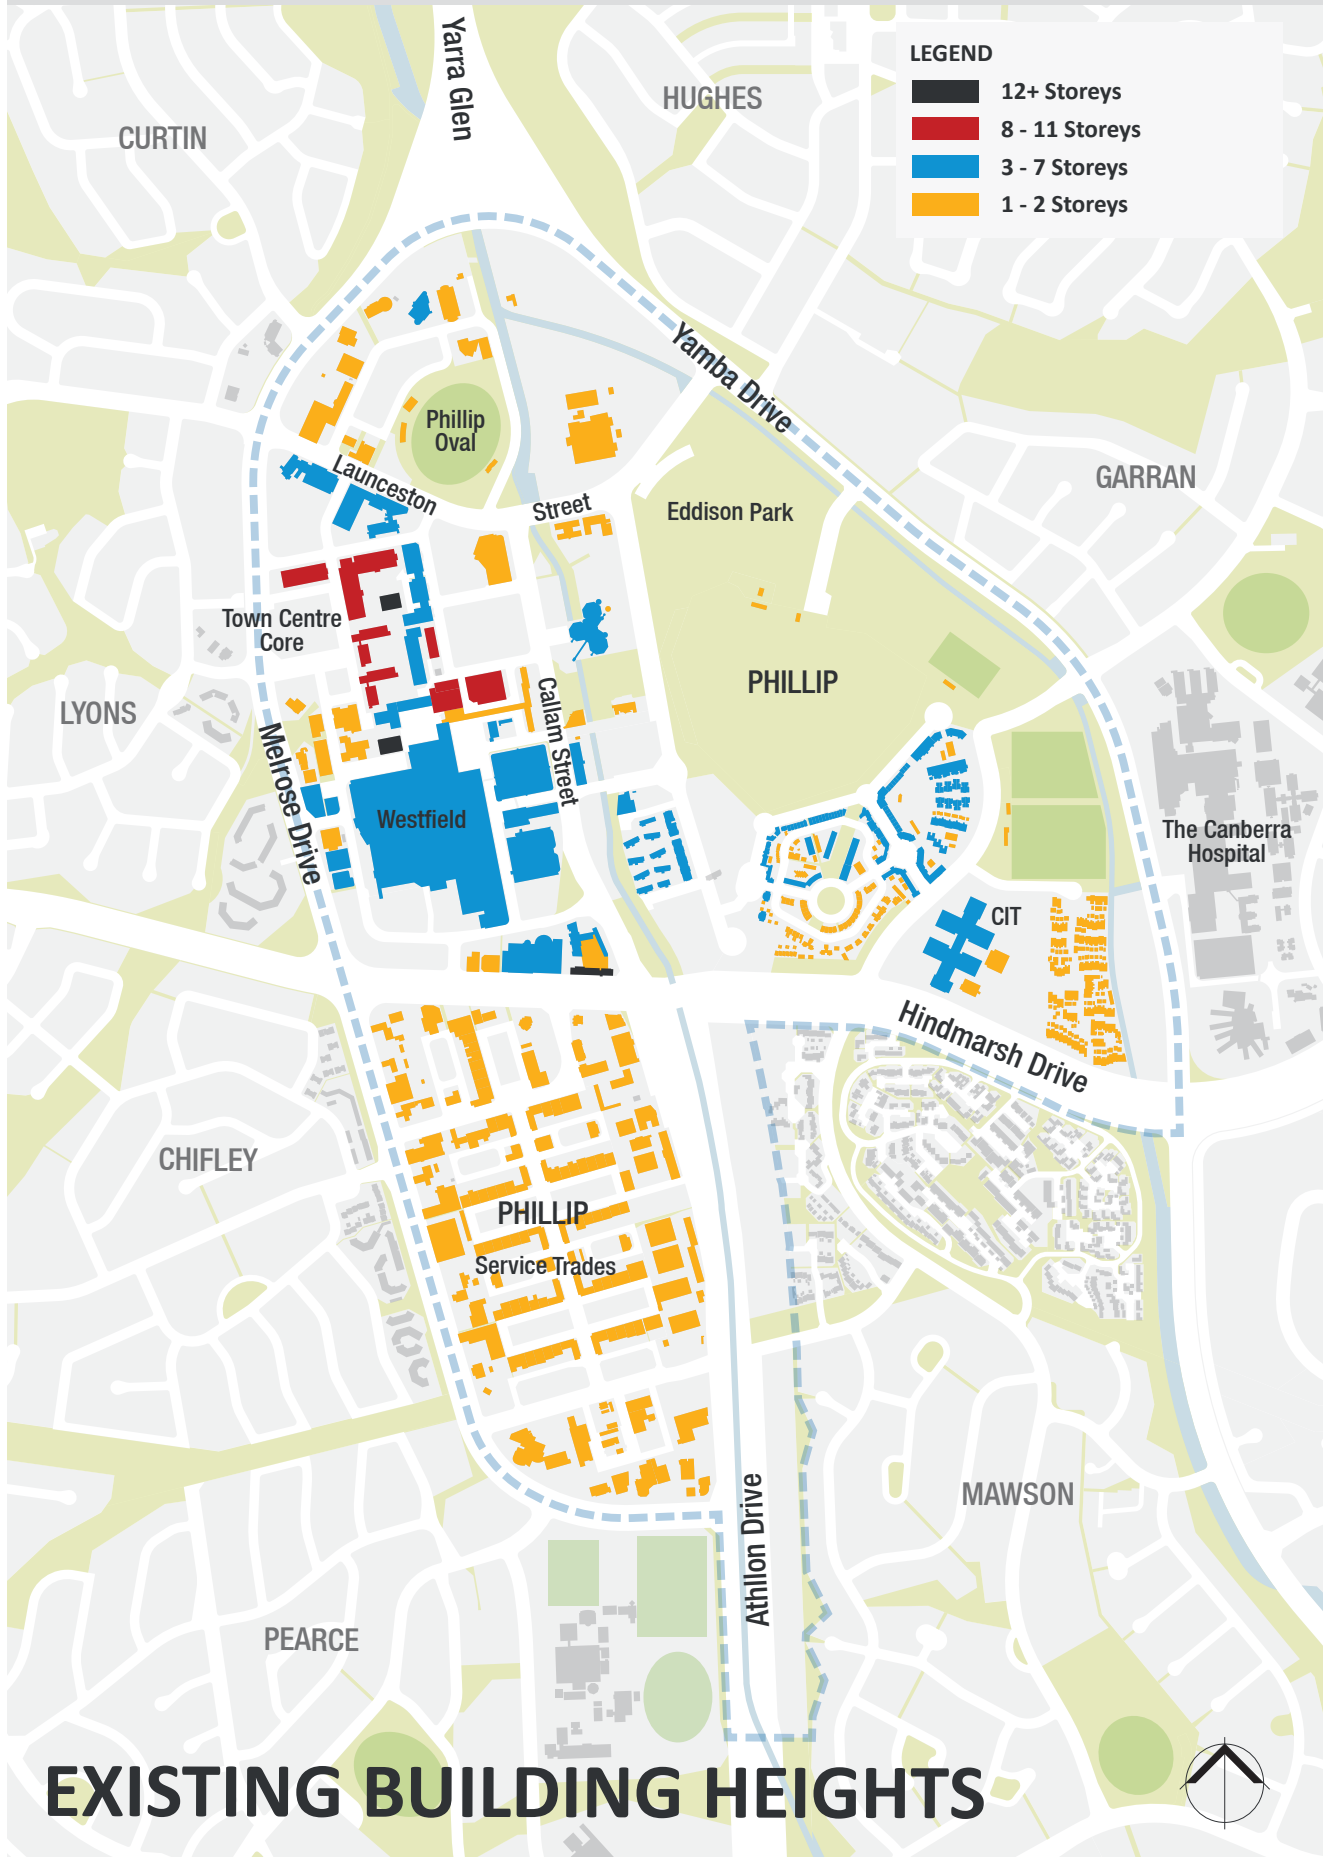 Yarra Glen
HUGHES
CURTIN
LEGEND
12+ Storeys
8 - 11 Storeys
3 - 7 Storeys
1 - 2 Storeys
Yamba Drive
Phillip
Oval
Launceston
Street
Eddison Park
GARRAN
Town Centre
Core
PHILLIP
LYONS
Callam Street
Melrose Drive
Westfield
The Canberra
Hospital
CIT
Hindmarsh Drive
CHIFLEY
PHILLIP
Service Trades
MAWSON
Athllon Drive
PEARCE
EXISTING BUILDING HEIGHTS